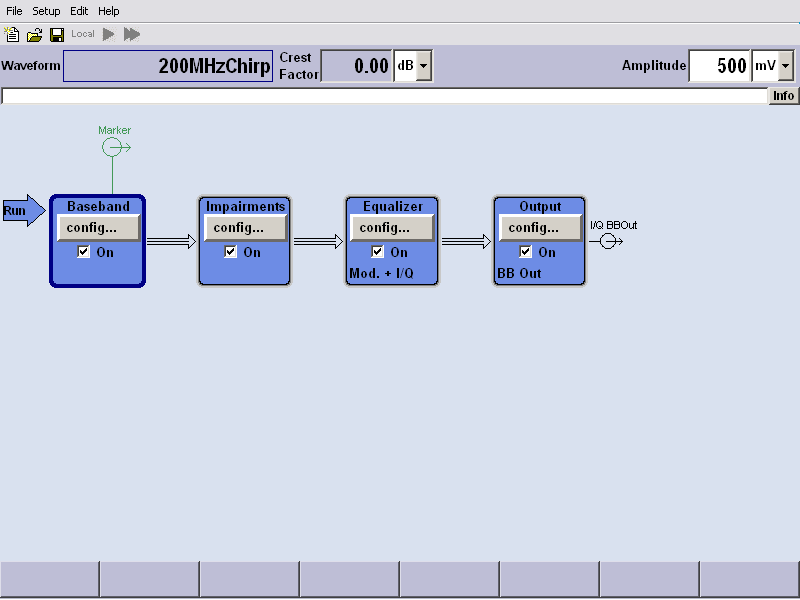 File Setup Edit Help
Local
Waveform 200MHzChirp Crest Factor 0.00 dB Amplitude 500 mV
Info
Marker
Run
Baseband Impairments Equalizer Output
config... config... config... config...
I/Q BBOut
On On On On
Mod. + I/Q BB Out